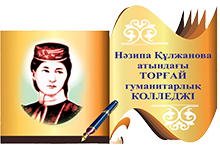 Нәзипа Құлжанова
атындағы
ТОРҒАЙ
гуманитарлық
КОЛЛЕДЖІ